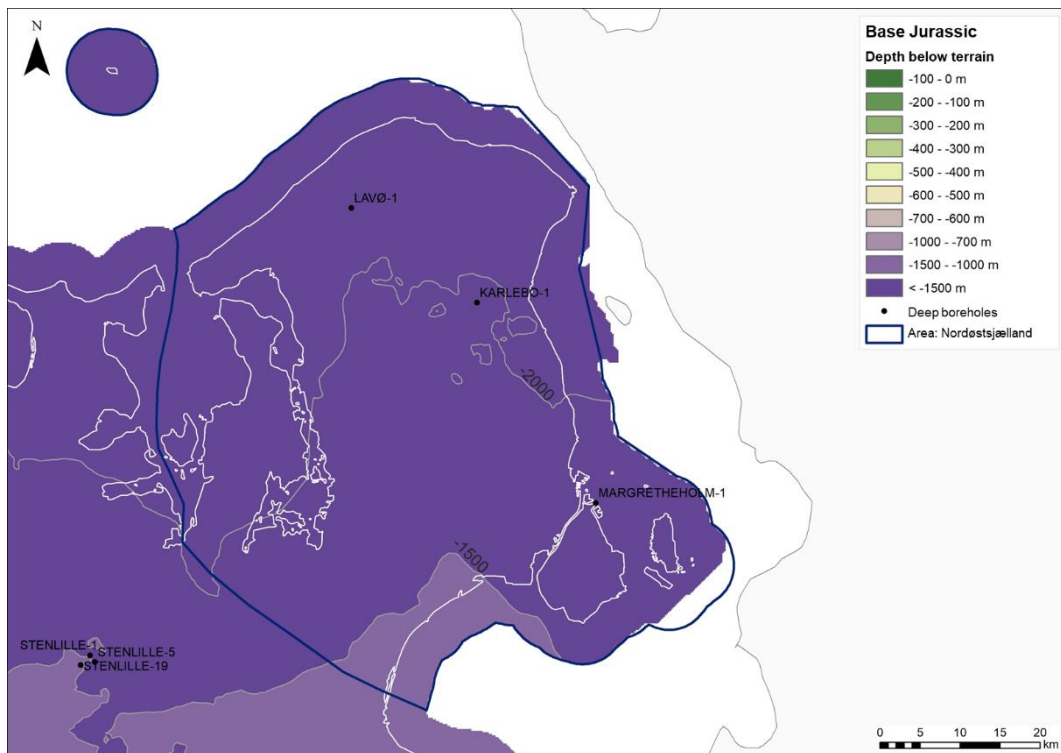 N
LAVØ-1
KARLEBO-1
-2000
MARGRETHEHOLM-1
-1500
STENLILLE-1
STENLILLE-5
STENLILLE-19
Base Jurassic
Depth below terrain
-100 - 0 m
-200 - -100 m
-300 - -200 m
-400 - -300 m
-500 - -400 m
-600 - -500 m
-700 - -600 m
-1000 - -700 m
-1500 - -1000 m
< -1500 m
Deep boreholes
Area: Nordøstsjælland
0 5 10 15 20
km